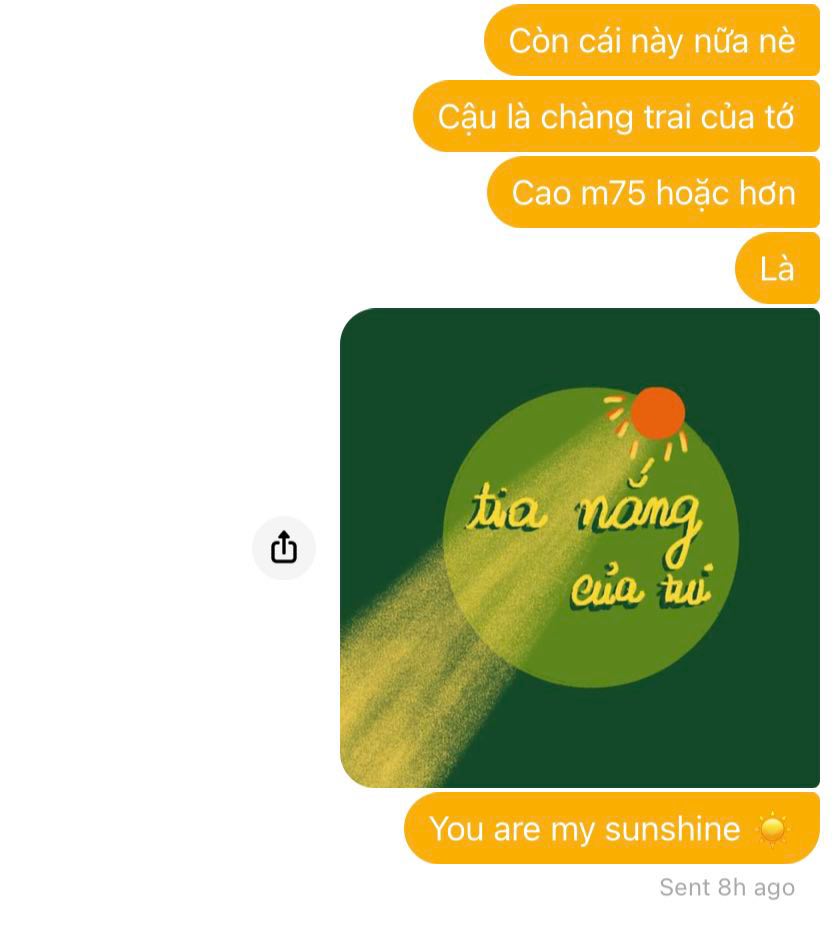 Còn cái này nữa nè
Cậu là chàng trai của tớ
Cao m75 hoặc hơn
Là
tia nắng
của tui
You are my sunshine ☀️
Sent 8h ago